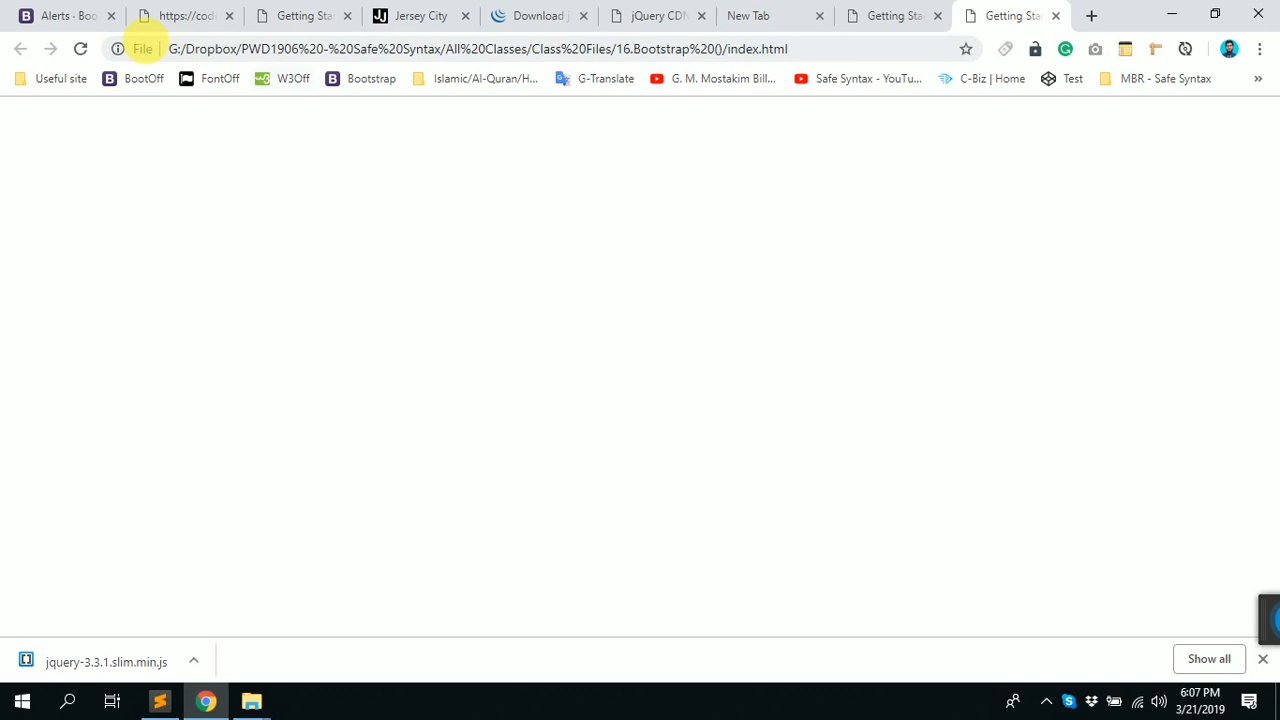 Alerts · Boo
https://cod
Getting Sta
Jersey City
Download j
jQuery CDN
New Tab
Getting Sta
Getting Sta
File
G:/Dropbox/PWD1906%20-%20Safe%20Syntax/All%20Classes/Class%20Files/16.Bootstrap%20()/index.html
Useful site
BootOff
FontOff
W3Off
Bootstrap
Islamic/Al-Quran/H...
G-Translate
G. M. Mostakim Bill...
Safe Syntax - YouTu...
C-Biz | Home
Test
MBR - Safe Syntax
»
jquery-3.3.1.slim.min.js
Show all
6:07 PM
3/21/2019